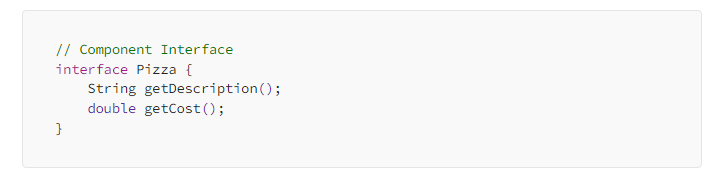 // Component Interface
interface Pizza {
    String getDescription();
    double getCost();
}